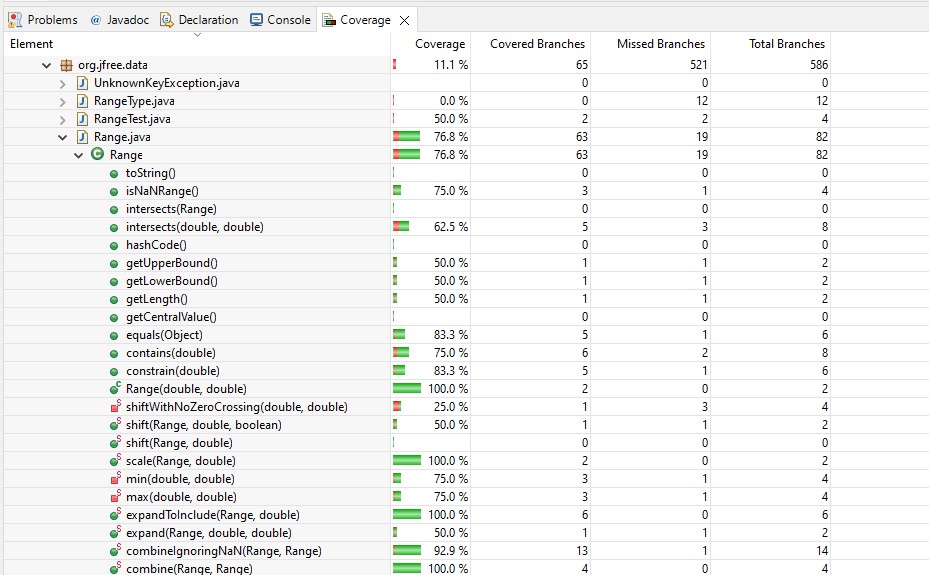 Problems Javadoc Declaration Console Coverage
Element Coverage Covered Branches Missed Branches Total Branches
org.jfree.data 11.1 % 65 521 586
UnknownKeyException.java 0 0 0
RangeType.java 0.0 % 0 12 12
RangeTest.java 50.0 % 2 2 4
Range.java 76.8 % 63 19 82
Range 76.8 % 63 19 82
toString() 0 0 0
isNaNRange() 75.0 % 3 1 4
intersects(Range) 0 0 0
intersects(double, double) 62.5 % 5 3 8
hashCode() 0 0 0
getUpperBound() 50.0 % 1 1 2
getLowerBound() 50.0 % 1 1 2
getLength() 50.0 % 1 1 2
getCentralValue() 0 0 0
equals(Object) 83.3 % 5 1 6
contains(double) 75.0 % 6 2 8
constrain(double) 83.3 % 5 1 6
Range(double, double) 100.0 % 2 0 2
shiftWithNoZeroCrossing(double, double) 25.0 % 1 3 4
shift(Range, double, boolean) 50.0 % 1 1 2
shift(Range, double) 0 0 0
scale(Range, double) 100.0 % 2 0 2
min(double, double) 75.0 % 3 1 4
max(double, double) 75.0 % 3 1 4
expandToInclude(Range, double) 100.0 % 6 0 6
expand(Range, double, double) 50.0 % 1 1 2
combineIgnoringNaN(Range, Range) 92.9 % 13 1 14
combine(Range, Range) 100.0 % 4 0 4